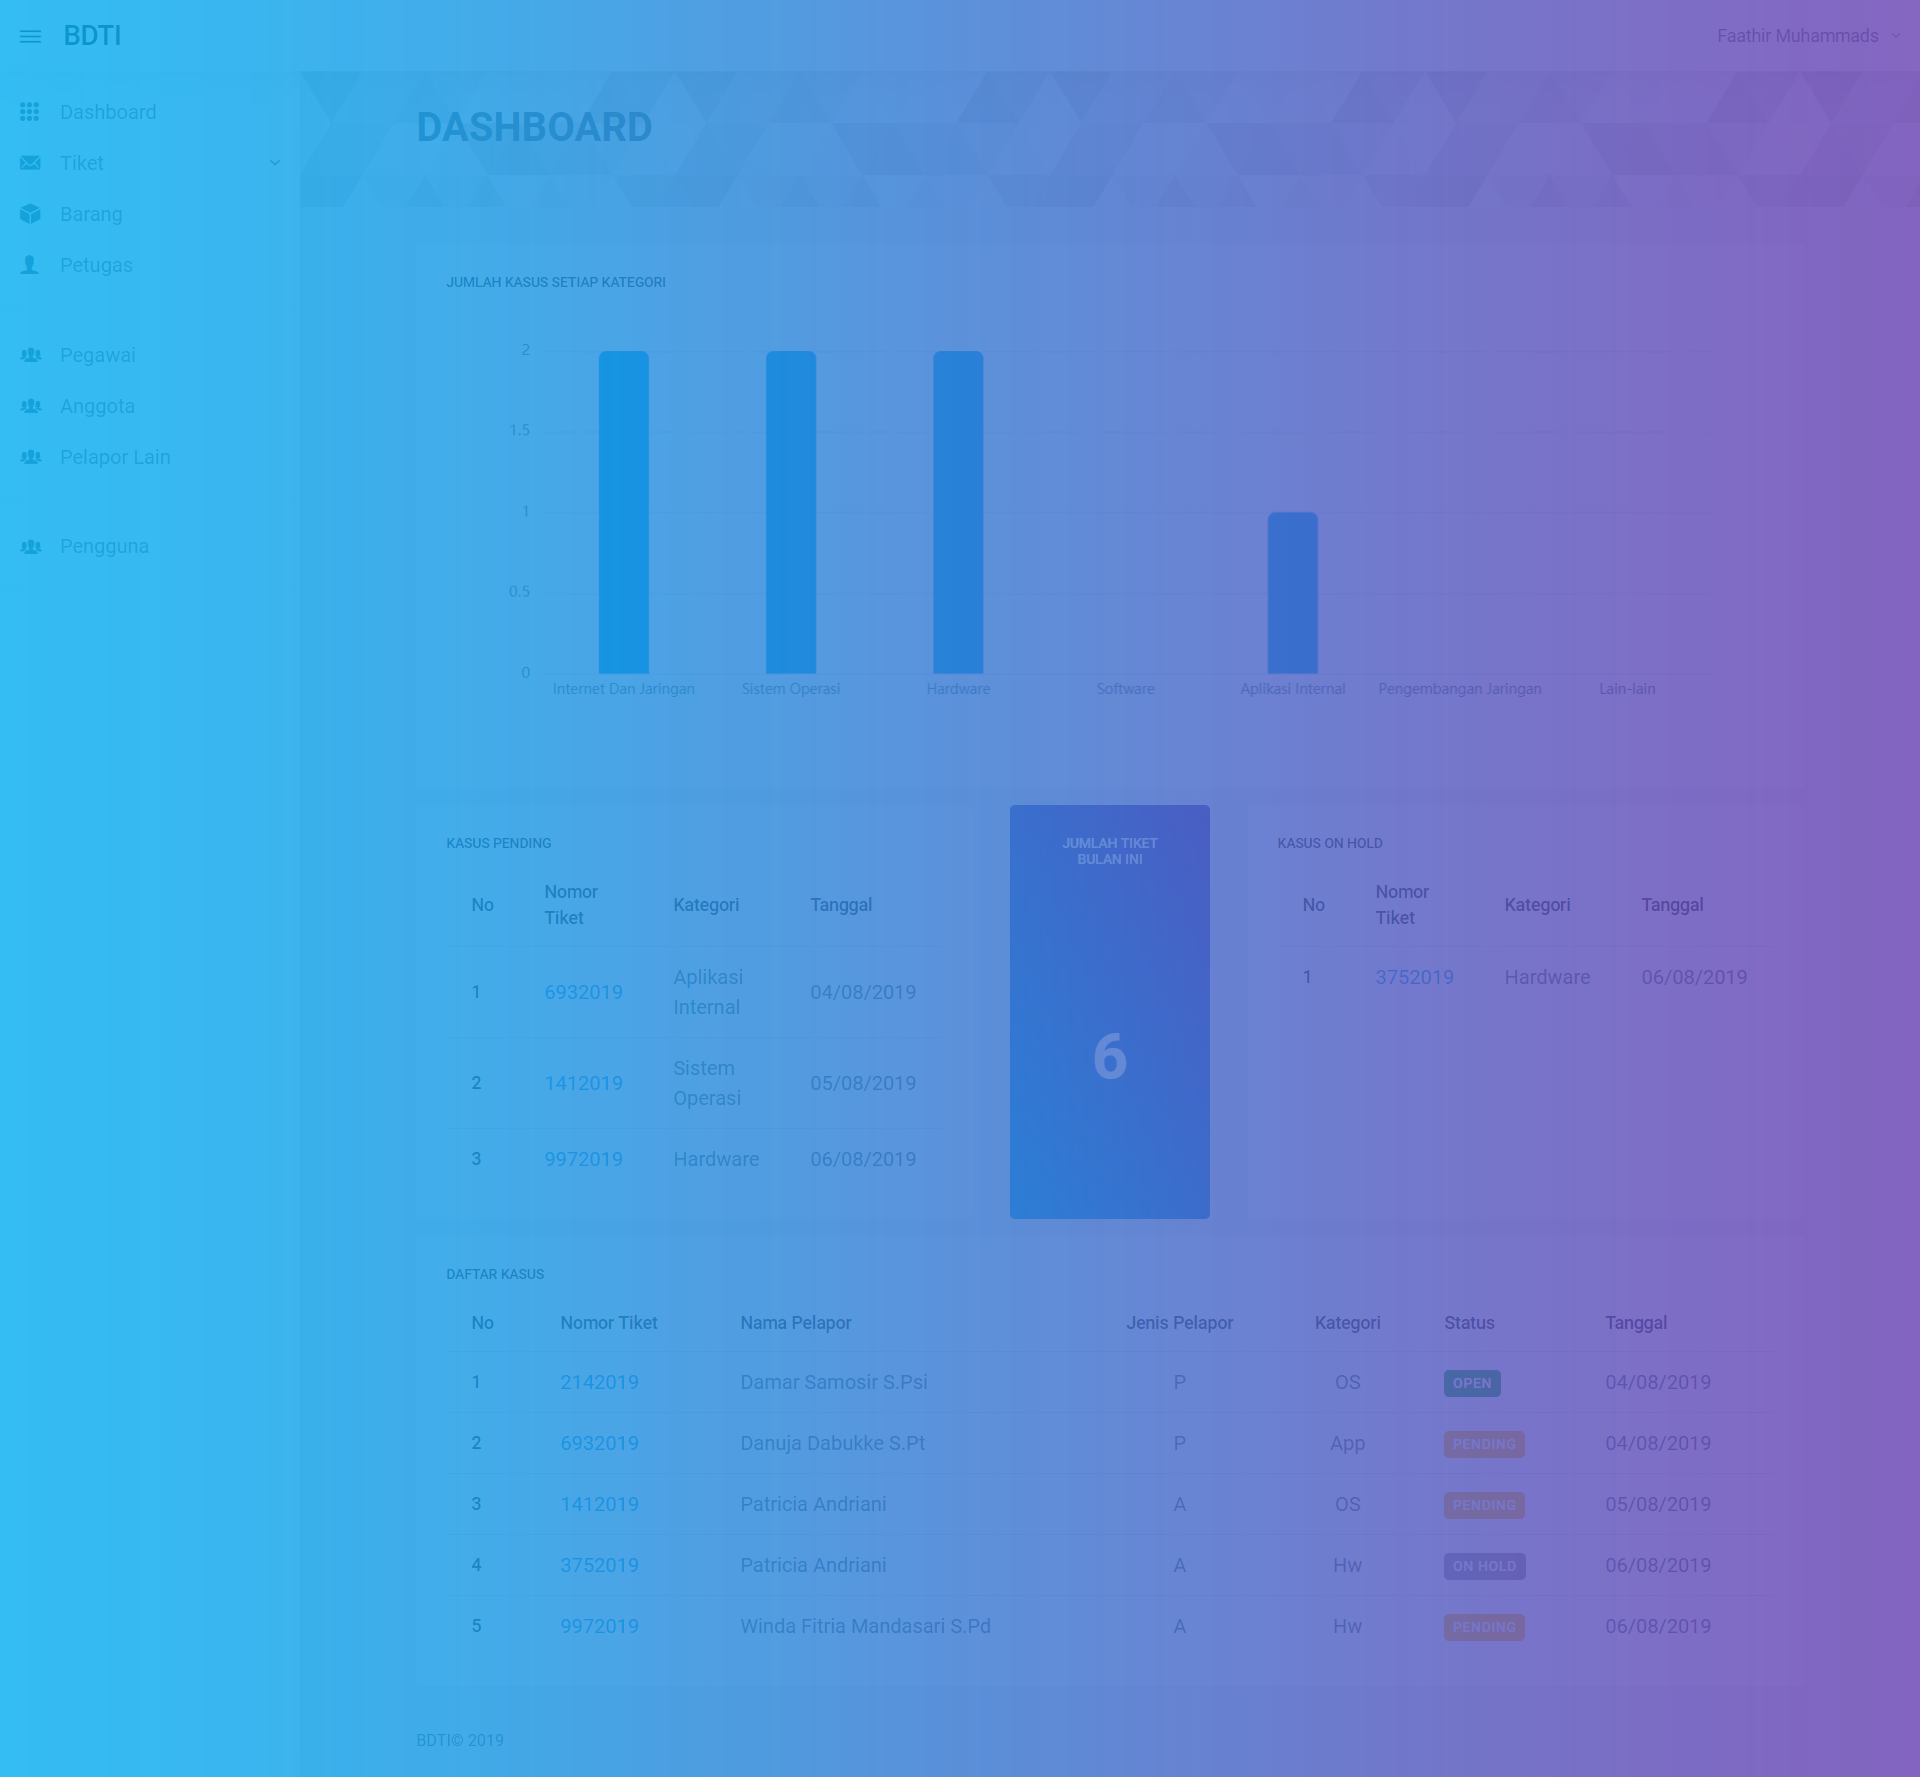 BDTI
Faathir Muhammads
Dashboard
Tiket
Barang
Petugas
Pegawai
Anggota
Pelapor Lain
Pengguna
DASHBOARD
JUMLAH KASUS SETIAP KATEGORI
2
1.5
1
0.5
0
Internet Dan Jaringan Sistem Operasi Hardware Software Aplikasi Internal Pengembangan Jaringan Lain-lain
KASUS PENDING
No Nomor Tiket Kategori Tanggal
1 6932019 Aplikasi Internal 04/08/2019
2 1412019 Sistem Operasi 05/08/2019
3 9972019 Hardware 06/08/2019
JUMLAH TIKET
BULAN INI
6
KASUS ON HOLD
No Nomor Tiket Kategori Tanggal
1 3752019 Hardware 06/08/2019
DAFTAR KASUS
No Nomor Tiket Nama Pelapor Jenis Pelapor Kategori Status Tanggal
1 2142019 Damar Samosir S.Psi P OS OPEN 04/08/2019
2 6932019 Danuja Dabukke S.Pt P App PENDING 04/08/2019
3 1412019 Patricia Andriani A OS PENDING 05/08/2019
4 3752019 Patricia Andriani A Hw ON HOLD 06/08/2019
5 9972019 Winda Fitria Mandasari S.Pd A Hw PENDING 06/08/2019
BDTI© 2019